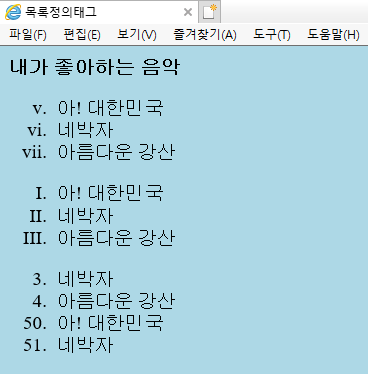 목록정의태그
파일(F) 편집(E) 보기(V) 즐겨찾기(A) 도구(T) 도움말(H)
내가 좋아하는 음악
v. 아! 대한민국
vi. 네박자
vii. 아름다운 강산
I. 아! 대한민국
II. 네박자
III. 아름다운 강산
3. 네박자
4. 아름다운 강산
50. 아! 대한민국
51. 네박자